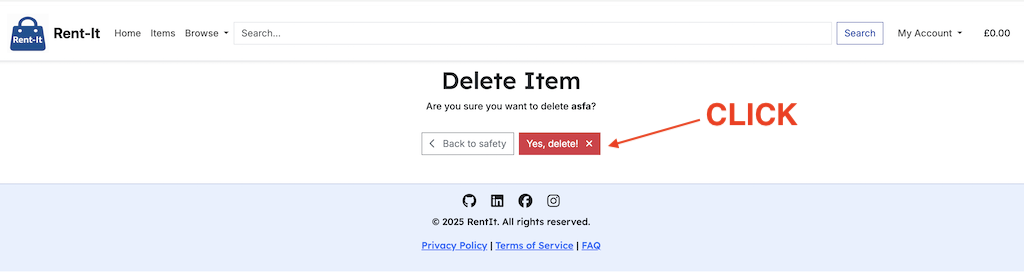 Rent-It Rent-It Home Items Browse Search... Search My Account £0.00
Delete Item
Are you sure you want to delete asfa?
CLICK
Back to safety Yes, delete! ×
© 2025 RentIt. All rights reserved.
Privacy Policy | Terms of Service | FAQ